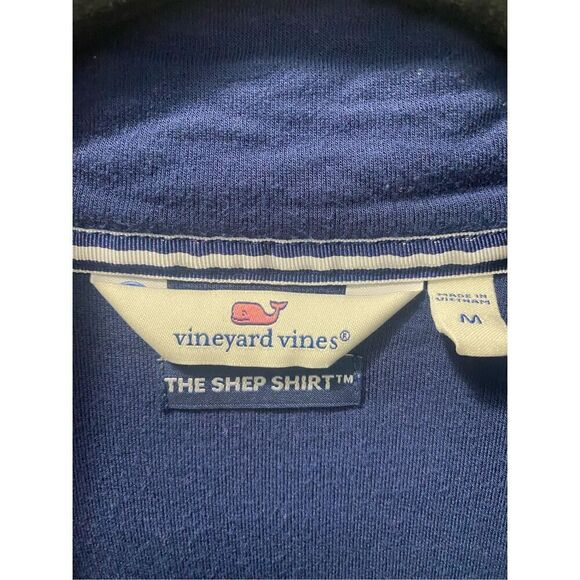 vineyard vines®
THE SHEP SHIRT™
MADE IN
VIETNAM
M